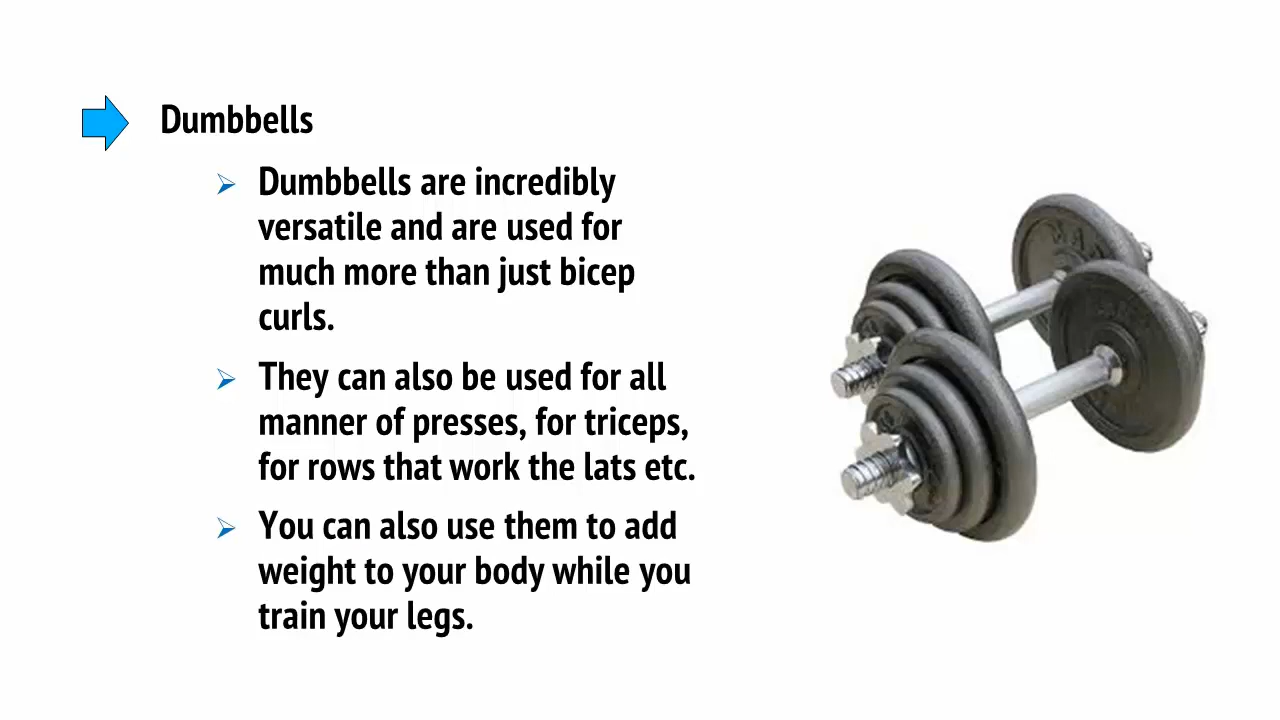 Dumbbells
Dumbbells are incredibly
versatile and are used for
much more than just bicep
curls.
They can also be used for all
manner of presses, for triceps,
for rows that work the lats etc.
You can also use them to add
weight to your body while you
train your legs.